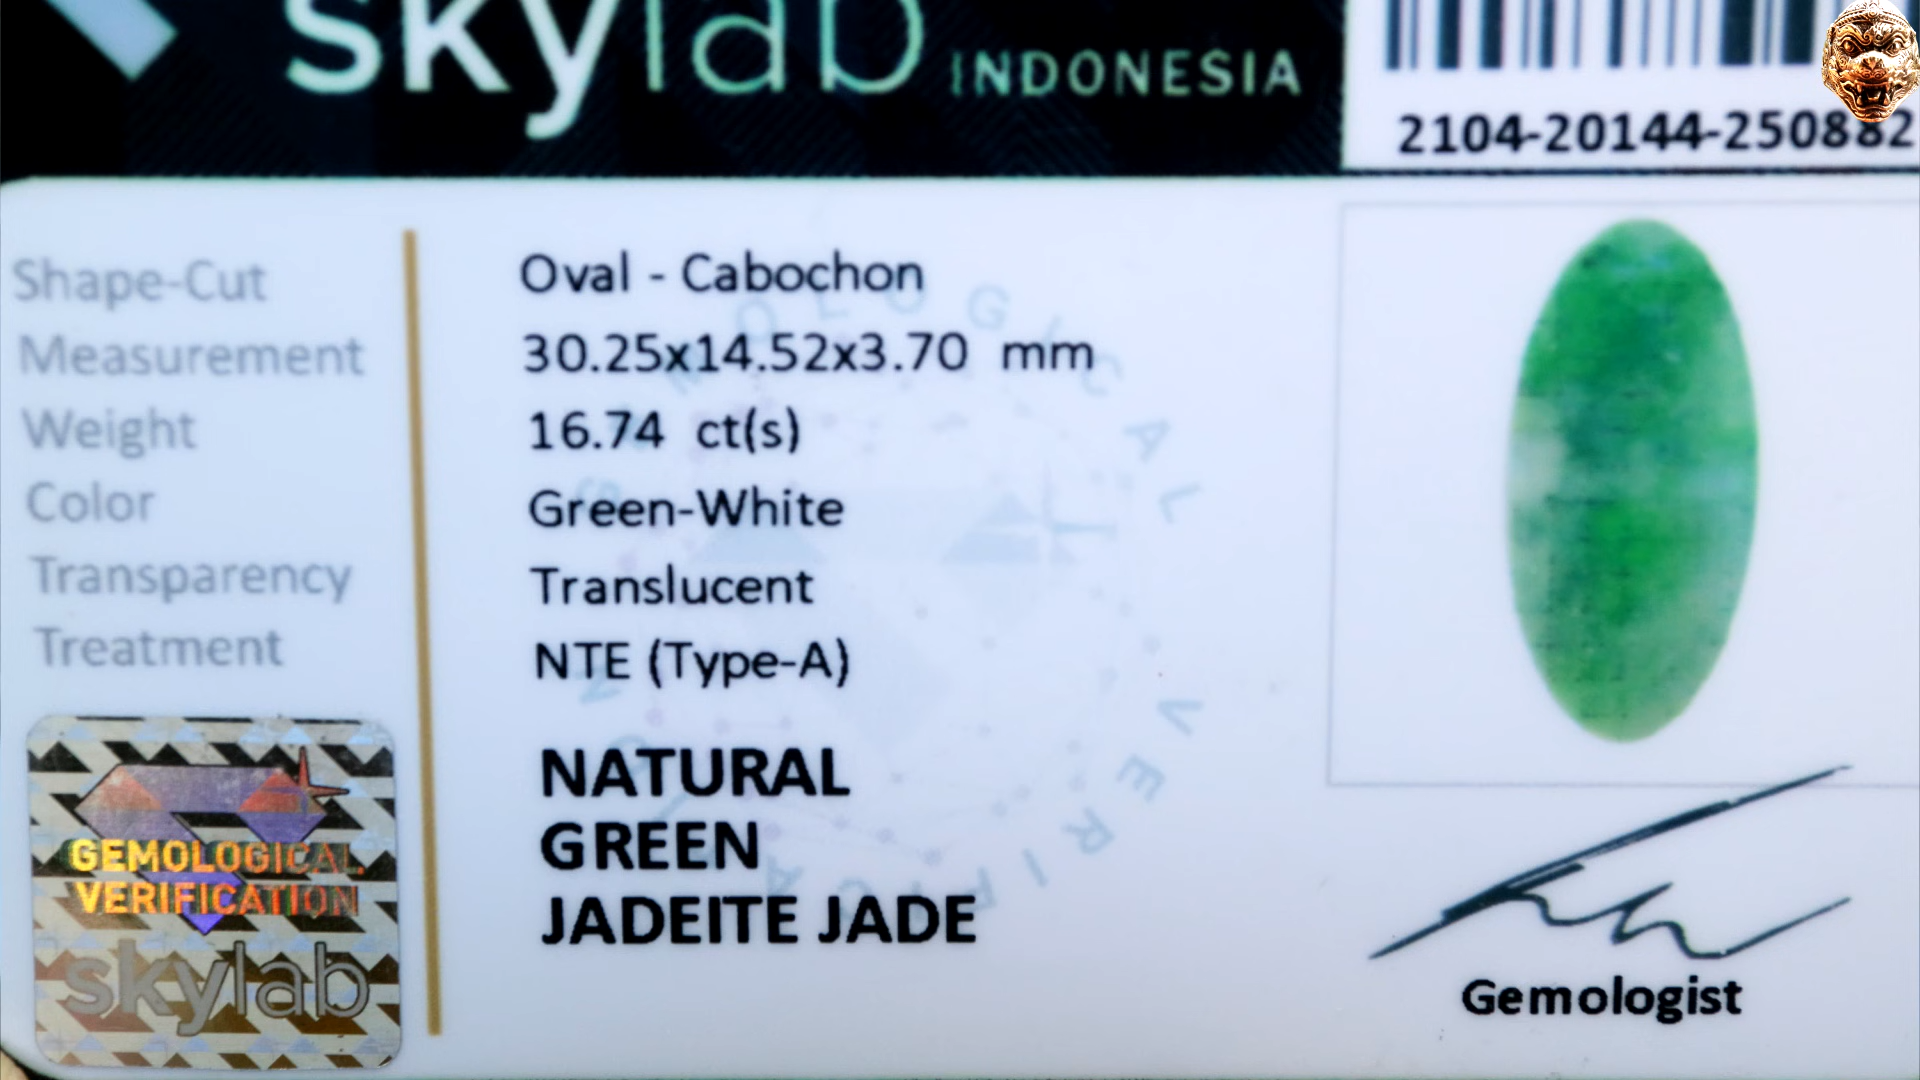 skylab INDONESIA
2104-20144-250882
Shape-Cut Oval - Cabochon
Measurement 30.25x14.52x3.70 mm
Weight 16.74 ct(s)
Color Green-White
Transparency Translucent
Treatment NTE (Type-A)
NATURAL
GREEN
JADEITE JADE
GEMOLOGICAL
VERIFICATION
skylab
Gemologist